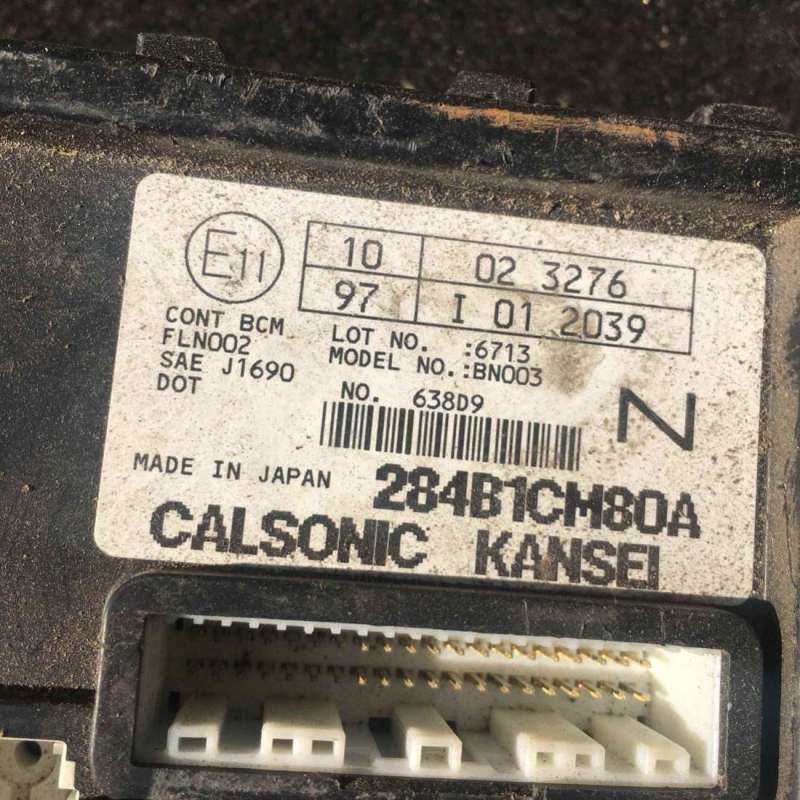 E11
10 02 3276
97 I 01 2039
CONT BCM
FLN002
SAE J1690
DOT
LOT NO. :6713
MODEL NO.:BN003
NO. 638D9
N
MADE IN JAPAN
284B1CH80A
CALSONIC KANSEI